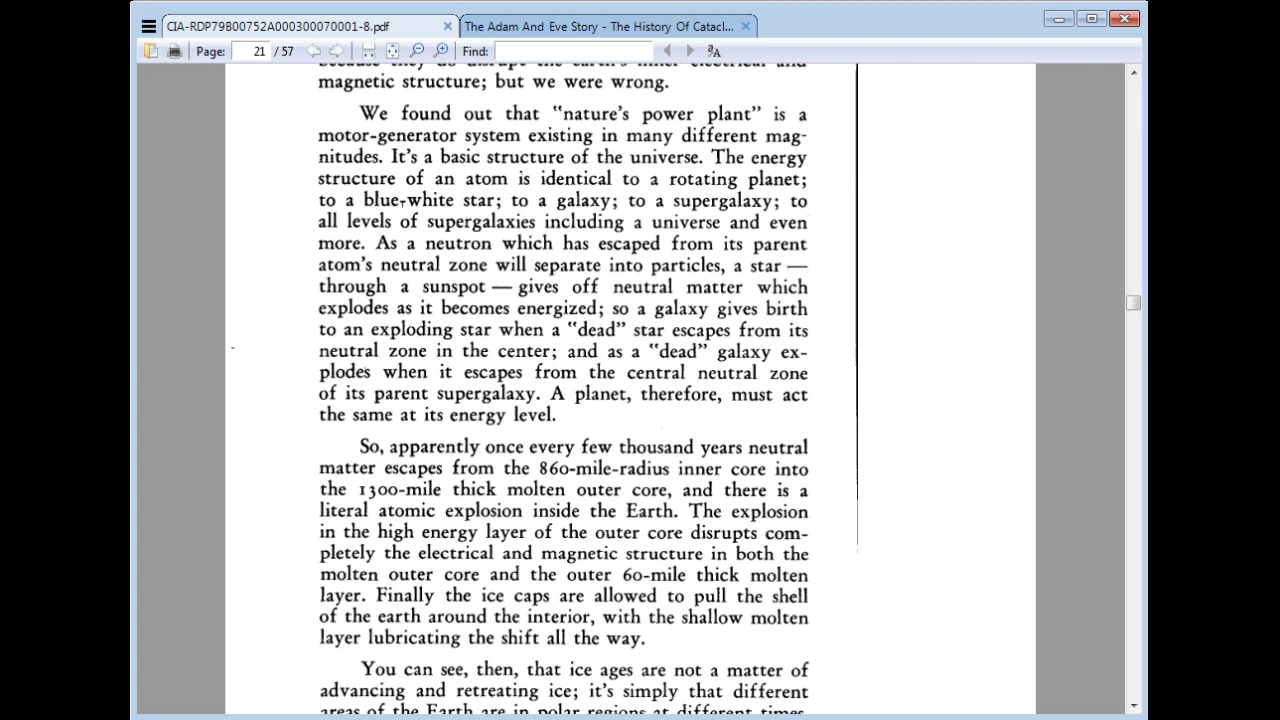 CIA-RDP79B00752A000300070001-8.pdf
The Adam And Eve Story - The History Of Catacl...
Page: 21 / 57 Find:
magnetic structure; but we were wrong.
We found out that "nature's power plant" is a
motor-generator system existing in many different mag-
nitudes. It's a basic structure of the universe. The energy
structure of an atom is identical to a rotating planet;
to a blue-white star; to a galaxy; to a supergalaxy; to
all levels of supergalaxies including a universe and even
more. As a neutron which has escaped from its parent
atom's neutral zone will separate into particles, a star —
through a sunspot — gives off neutral matter which
explodes as it becomes energized; so a galaxy gives birth
to an exploding star when a "dead" star escapes from its
neutral zone in the center; and as a "dead" galaxy ex-
plodes when it escapes from the central neutral zone
of its parent supergalaxy. A planet, therefore, must act
the same at its energy level.
So, apparently once every few thousand years neutral
matter escapes from the 860-mile-radius inner core into
the 1300-mile thick molten outer core, and there is a
literal atomic explosion inside the Earth. The explosion
in the high energy layer of the outer core disrupts com-
pletely the electrical and magnetic structure in both the
molten outer core and the outer 60-mile thick molten
layer. Finally the ice caps are allowed to pull the shell
of the earth around the interior, with the shallow molten
layer lubricating the shift all the way.
You can see, then, that ice ages are not a matter of
advancing and retreating ice; it's simply that different
areas of the Earth are in polar regions at different times,